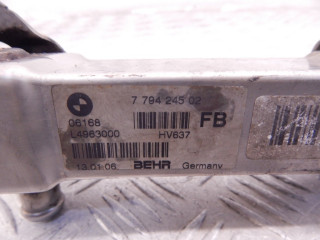 7 794 245 02
06168 FB
L4963000 HV637
13.01.06 BEHR Germany